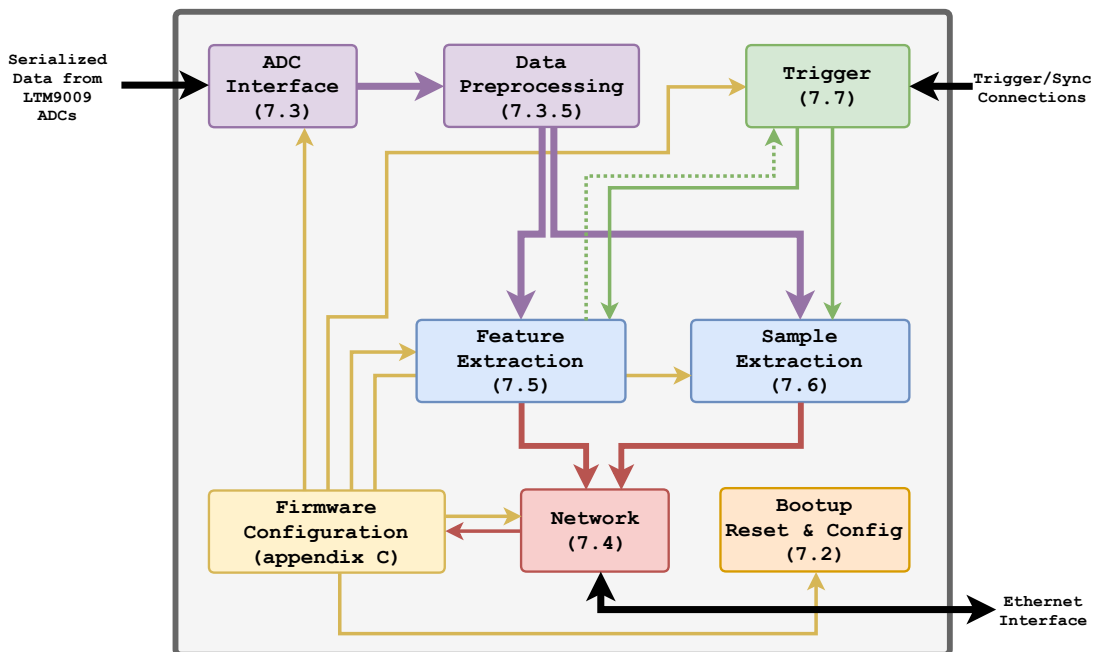 Serialized
Data from
LTM9009
ADCs
ADC
Interface
(7.3)
Data
Preprocessing
(7.3.5)
Trigger
(7.7)
Trigger/Sync
Connections
Feature
Extraction
(7.5)
Sample
Extraction
(7.6)
Firmware
Configuration
(appendix C)
Network
(7.4)
Bootup
Reset & Config
(7.2)
Ethernet
Interface